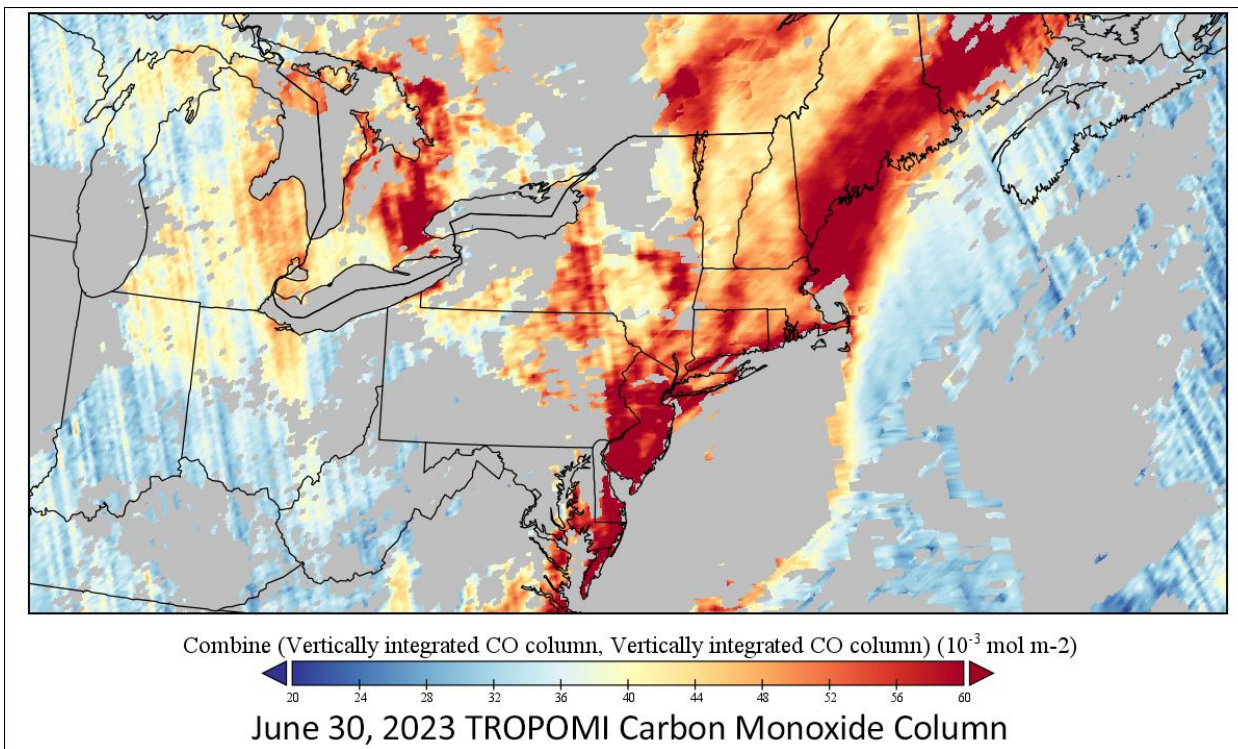 Combine (Vertically integrated CO column, Vertically integrated CO column) (10⁻³ mol m-2)
20 24 28 32 36 40 44 48 52 56 60
June 30, 2023 TROPOMI Carbon Monoxide Column